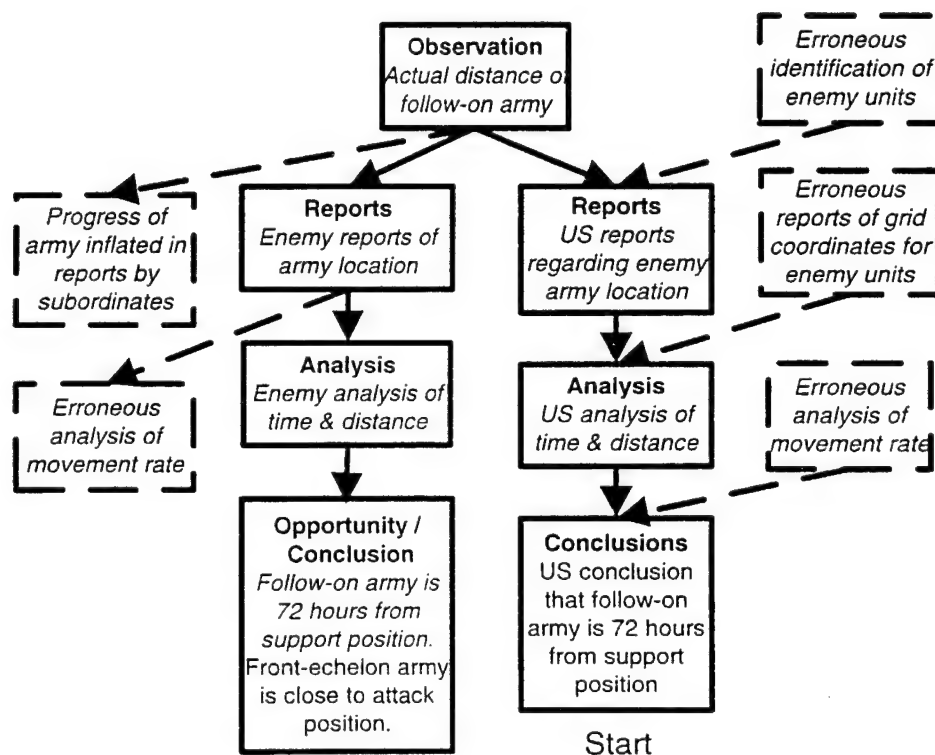 Observation
Actual distance of
follow-on army
Erroneous
identification of
enemy units
Progress of
army inflated in
reports by
subordinates
Reports
Enemy reports of
army location
Reports
US reports
regarding enemy
army location
Erroneous
reports of grid
coordinates for
enemy units
Erroneous
analysis of
movement rate
Analysis
Enemy analysis of
time & distance
Analysis
US analysis of
time & distance
Erroneous
analysis of
movement rate
Opportunity /
Conclusion
Follow-on army is
72 hours from
support position.
Front-echelon army
is close to attack
position.
Conclusions
US conclusion
that follow-on
army is 72 hours
from support
position
Start